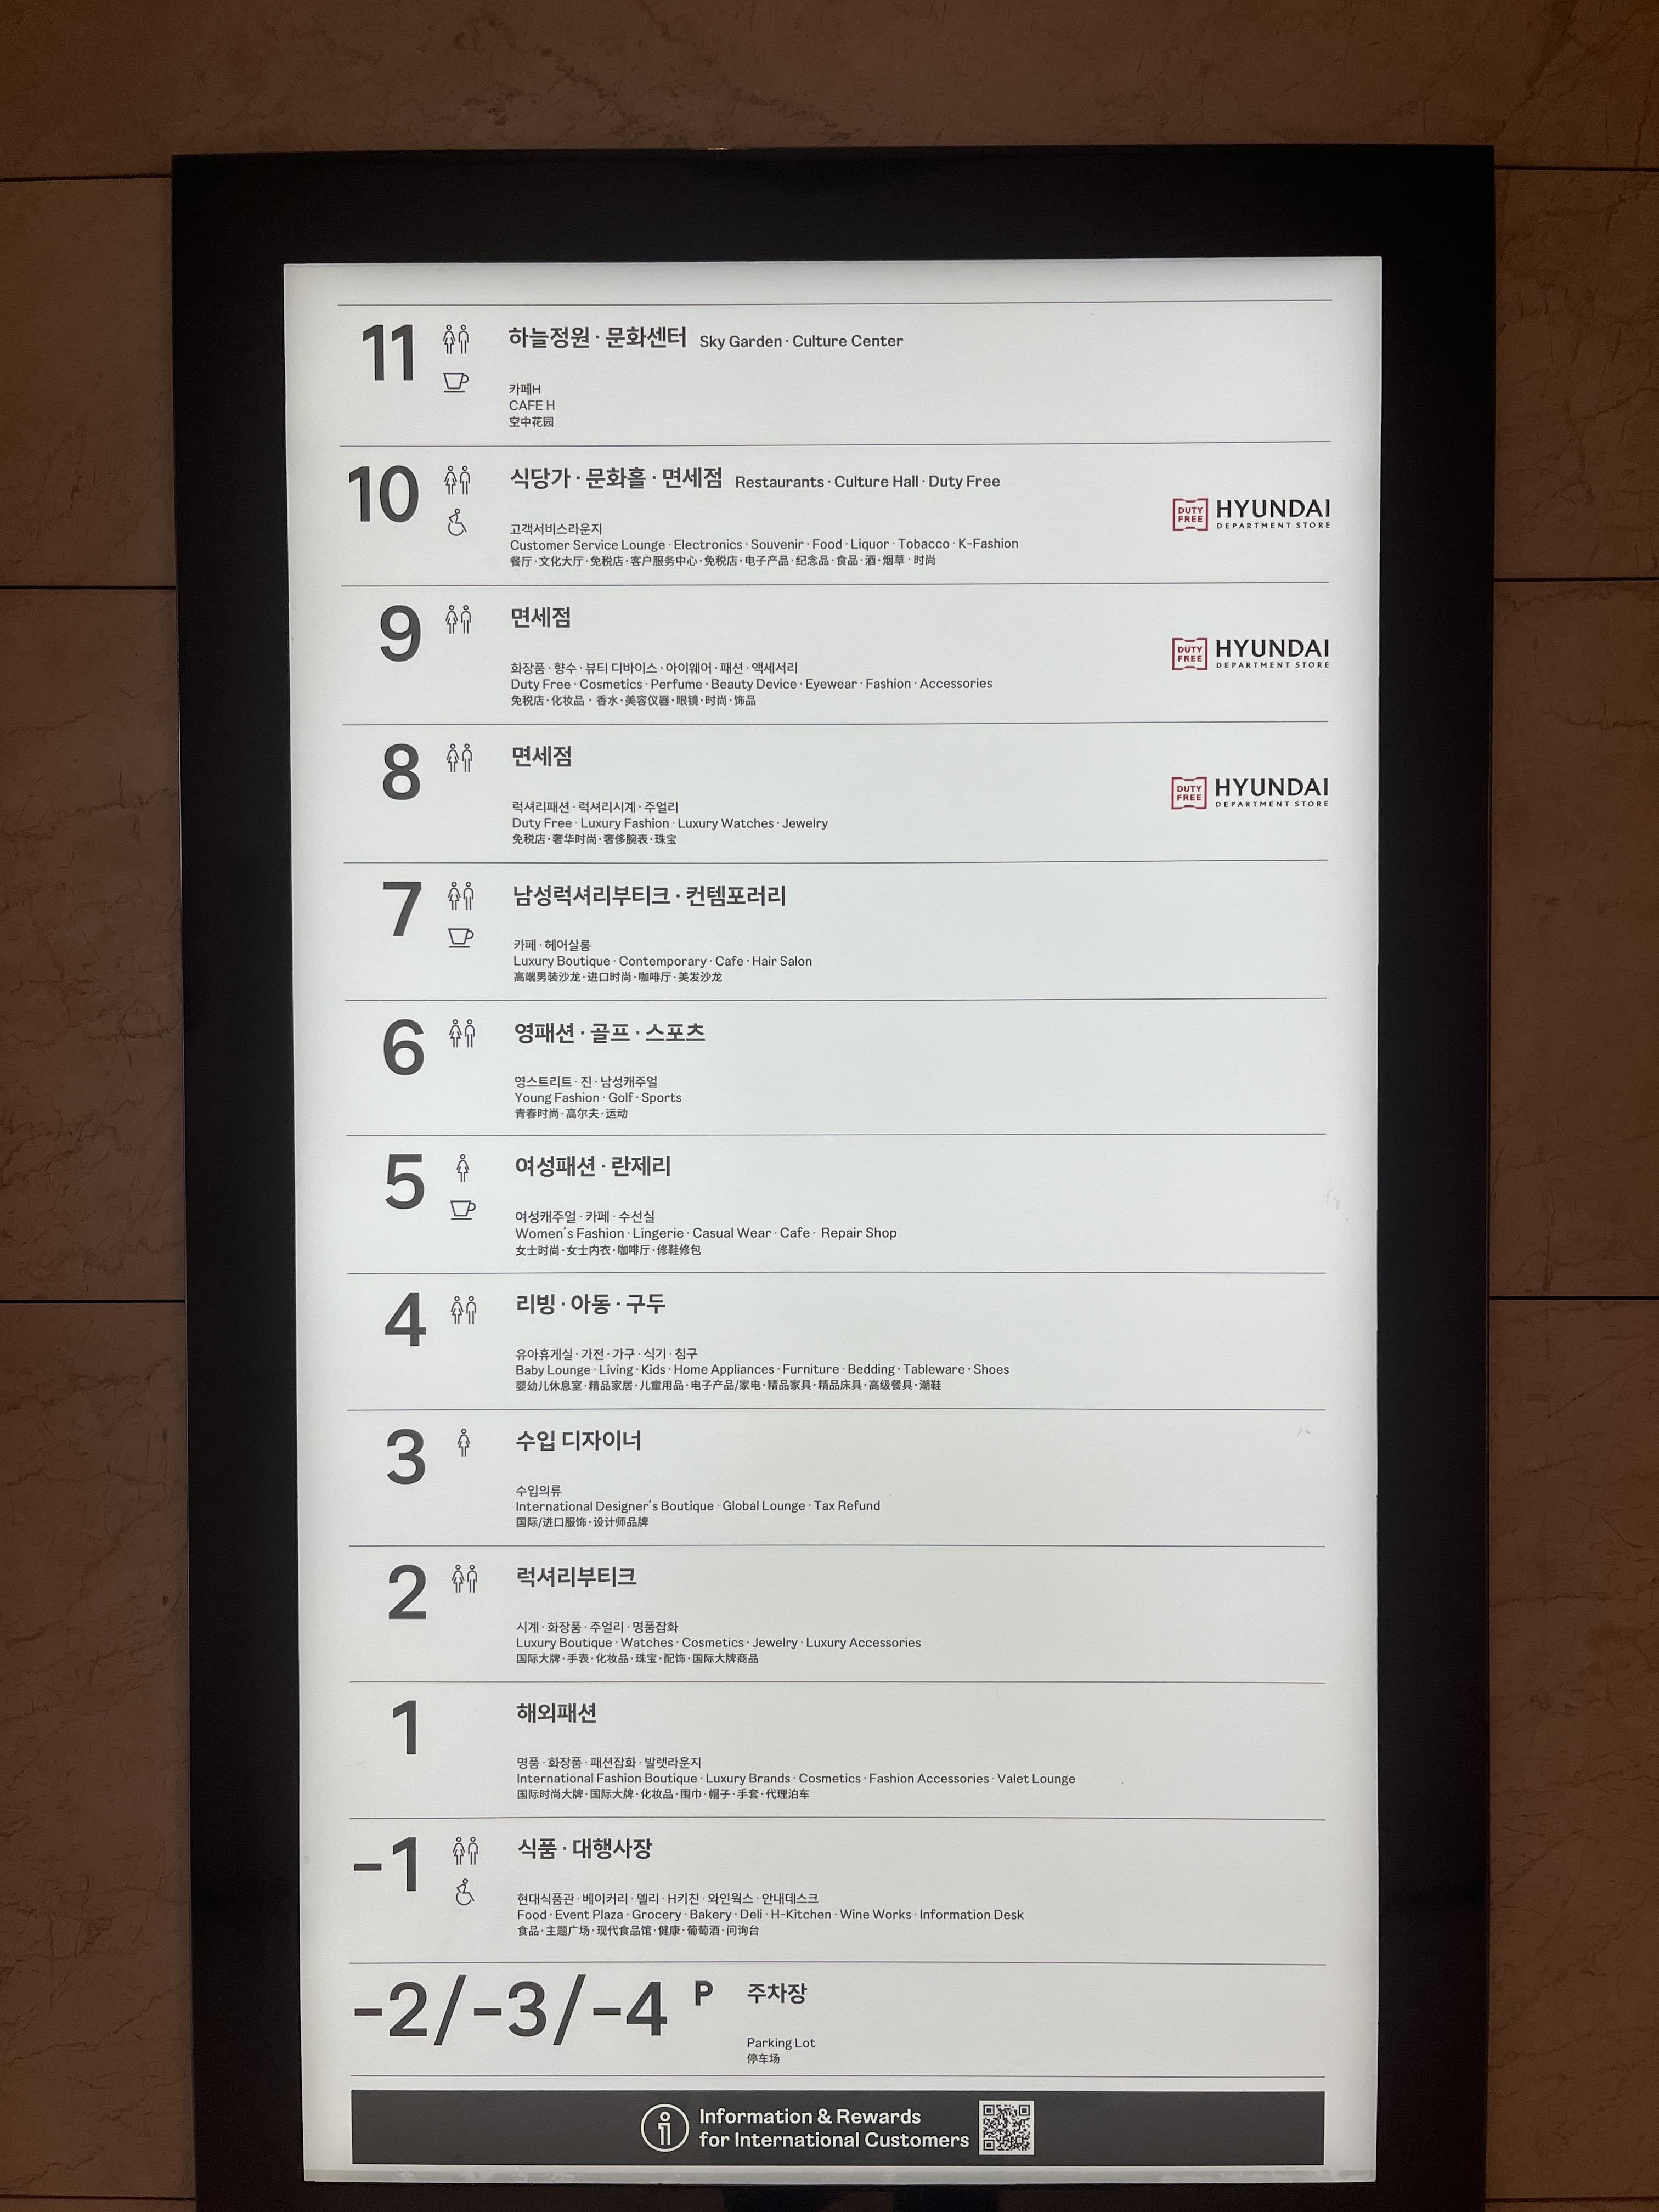 11
하늘정원 · 문화센터 Sky Garden · Culture Center
카페H
CAFE H
空中花园
10
식당가 · 문화홀 · 면세점 Restaurants · Culture Hall · Duty Free
고객서비스라운지
Customer Service Lounge · Electronics · Souvenir · Food · Liquor · Tobacco · K-Fashion
餐厅 · 文化大厅 · 免税店 · 客户服务中心 · 免税店 · 电子产品 · 纪念品 · 食品 · 酒 · 烟草 · 时尚
DUTY FREE HYUNDAI
DEPARTMENT STORE
9
면세점
화장품 · 향수 · 뷰티 디바이스 · 아이웨어 · 패션 · 액세서리
Duty Free · Cosmetics · Perfume · Beauty Device · Eyewear · Fashion · Accessories
免税店 · 化妆品 · 香水 · 美容仪器 · 眼镜 · 时尚 · 饰品
DUTY FREE HYUNDAI
DEPARTMENT STORE
8
면세점
럭셔리패션 · 럭셔리시계 · 주얼리
Duty Free · Luxury Fashion · Luxury Watches · Jewelry
免税店 · 奢华时尚 · 奢侈腕表 · 珠宝
DUTY FREE HYUNDAI
DEPARTMENT STORE
7
남성럭셔리부티크 · 컨템포러리
카페 · 헤어살롱
Luxury Boutique · Contemporary · Cafe · Hair Salon
高端男装沙龙 · 进口时尚 · 咖啡厅 · 美发沙龙
6
영패션 · 골프 · 스포츠
영스트리트 · 진 · 남성캐주얼
Young Fashion · Golf · Sports
青春时尚 · 高尔夫 · 运动
5
여성패션 · 란제리
여성캐주얼 · 카페 · 수선실
Women's Fashion · Lingerie · Casual Wear · Cafe · Repair Shop
女士时尚 · 女士内衣 · 咖啡厅 · 修鞋修包
4
리빙 · 아동 · 구두
유아휴게실 · 가전 · 가구 · 식기 · 침구
Baby Lounge · Living · Kids · Home Appliances · Furniture · Bedding · Tableware · Shoes
婴幼儿休息室 · 精品家居 · 儿童用品 · 电子产品/家电 · 精品家具 · 精品床具 · 高级餐具 · 潮鞋
3
수입 디자이너
수입의류
International Designer's Boutique · Global Lounge · Tax Refund
国际/进口服饰 · 设计师品牌
2
럭셔리부티크
시계 · 화장품 · 주얼리 · 명품잡화
Luxury Boutique · Watches · Cosmetics · Jewelry · Luxury Accessories
国际大牌 · 手表 · 化妆品 · 珠宝 · 配饰 · 国际大牌商品
1
해외패션
명품 · 화장품 · 패션잡화 · 발렛라운지
International Fashion Boutique · Luxury Brands · Cosmetics · Fashion Accessories · Valet Lounge
国际时尚大牌 · 国际大牌 · 化妆品 · 围巾 · 帽子 · 手套 · 代理泊车
-1
식품 · 대행사장
현대식품관 · 베이커리 · 델리 · H키친 · 와인웍스 · 안내데스크
Food · Event Plaza · Grocery · Bakery · Deli · H-Kitchen · Wine Works · Information Desk
食品 · 主题广场 · 现代食品馆 · 健康 · 葡萄酒 · 问询台
-2/-3/-4 P 주차장
Parking Lot
停车场
Information & Rewards
for International Customers